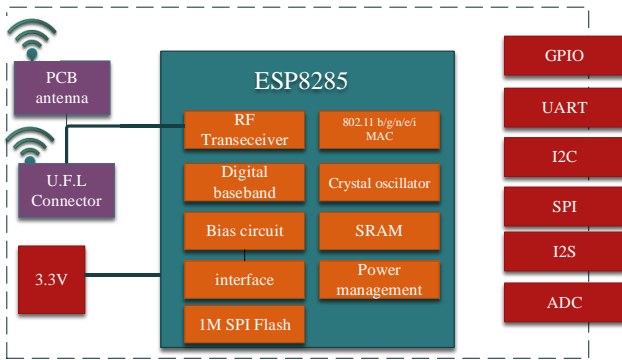 PCB
antenna
U.F.L
Connector
3.3V
ESP8285
RF
Transeceiver
802.11 b/g/n/e/i
MAC
Digital
baseband
Crystal oscillator
Bias circuit
SRAM
interface
Power
management
1M SPI Flash
GPIO
UART
I2C
SPI
I2S
ADC